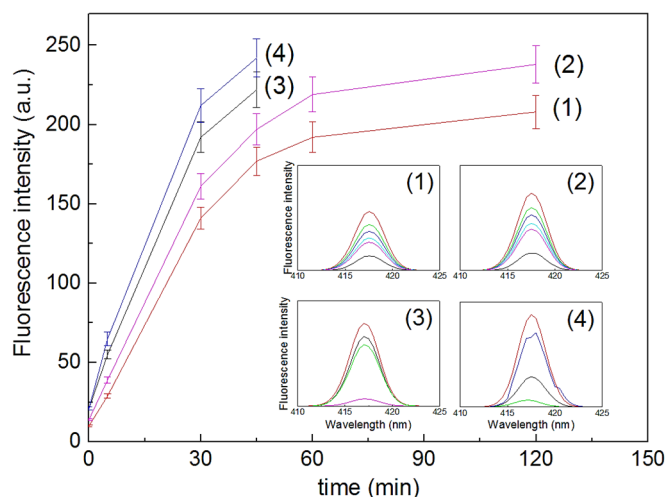 Fluorescence intensity (a.u.)
250
200
150
100
50
0
(4)
(3)
(2)
(1)
Fluorescence intensity
(1)
410 415 420 425
(2)
410 415 420 425
Fluorescence intensity
(3)
410 415 420 425
Wavelength (nm)
Fluorescence intensity
(4)
410 415 420 425
Wavelength (nm)
0 30 60 90 120 150
time (min)